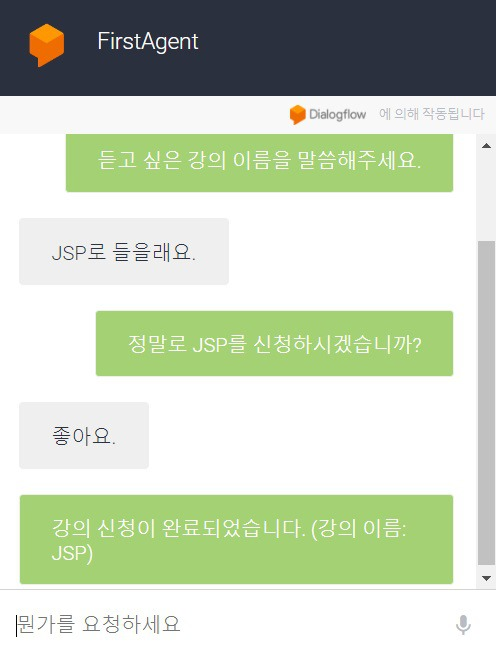 FirstAgent
Dialogflow 에 의해 작동됩니다
듣고 싶은 강의 이름을 말씀해주세요.
JSP로 들을래요.
정말로 JSP를 신청하시겠습니까?
좋아요.
강의 신청이 완료되었습니다. (강의 이름:
JSP)
뭔가를 요청하세요